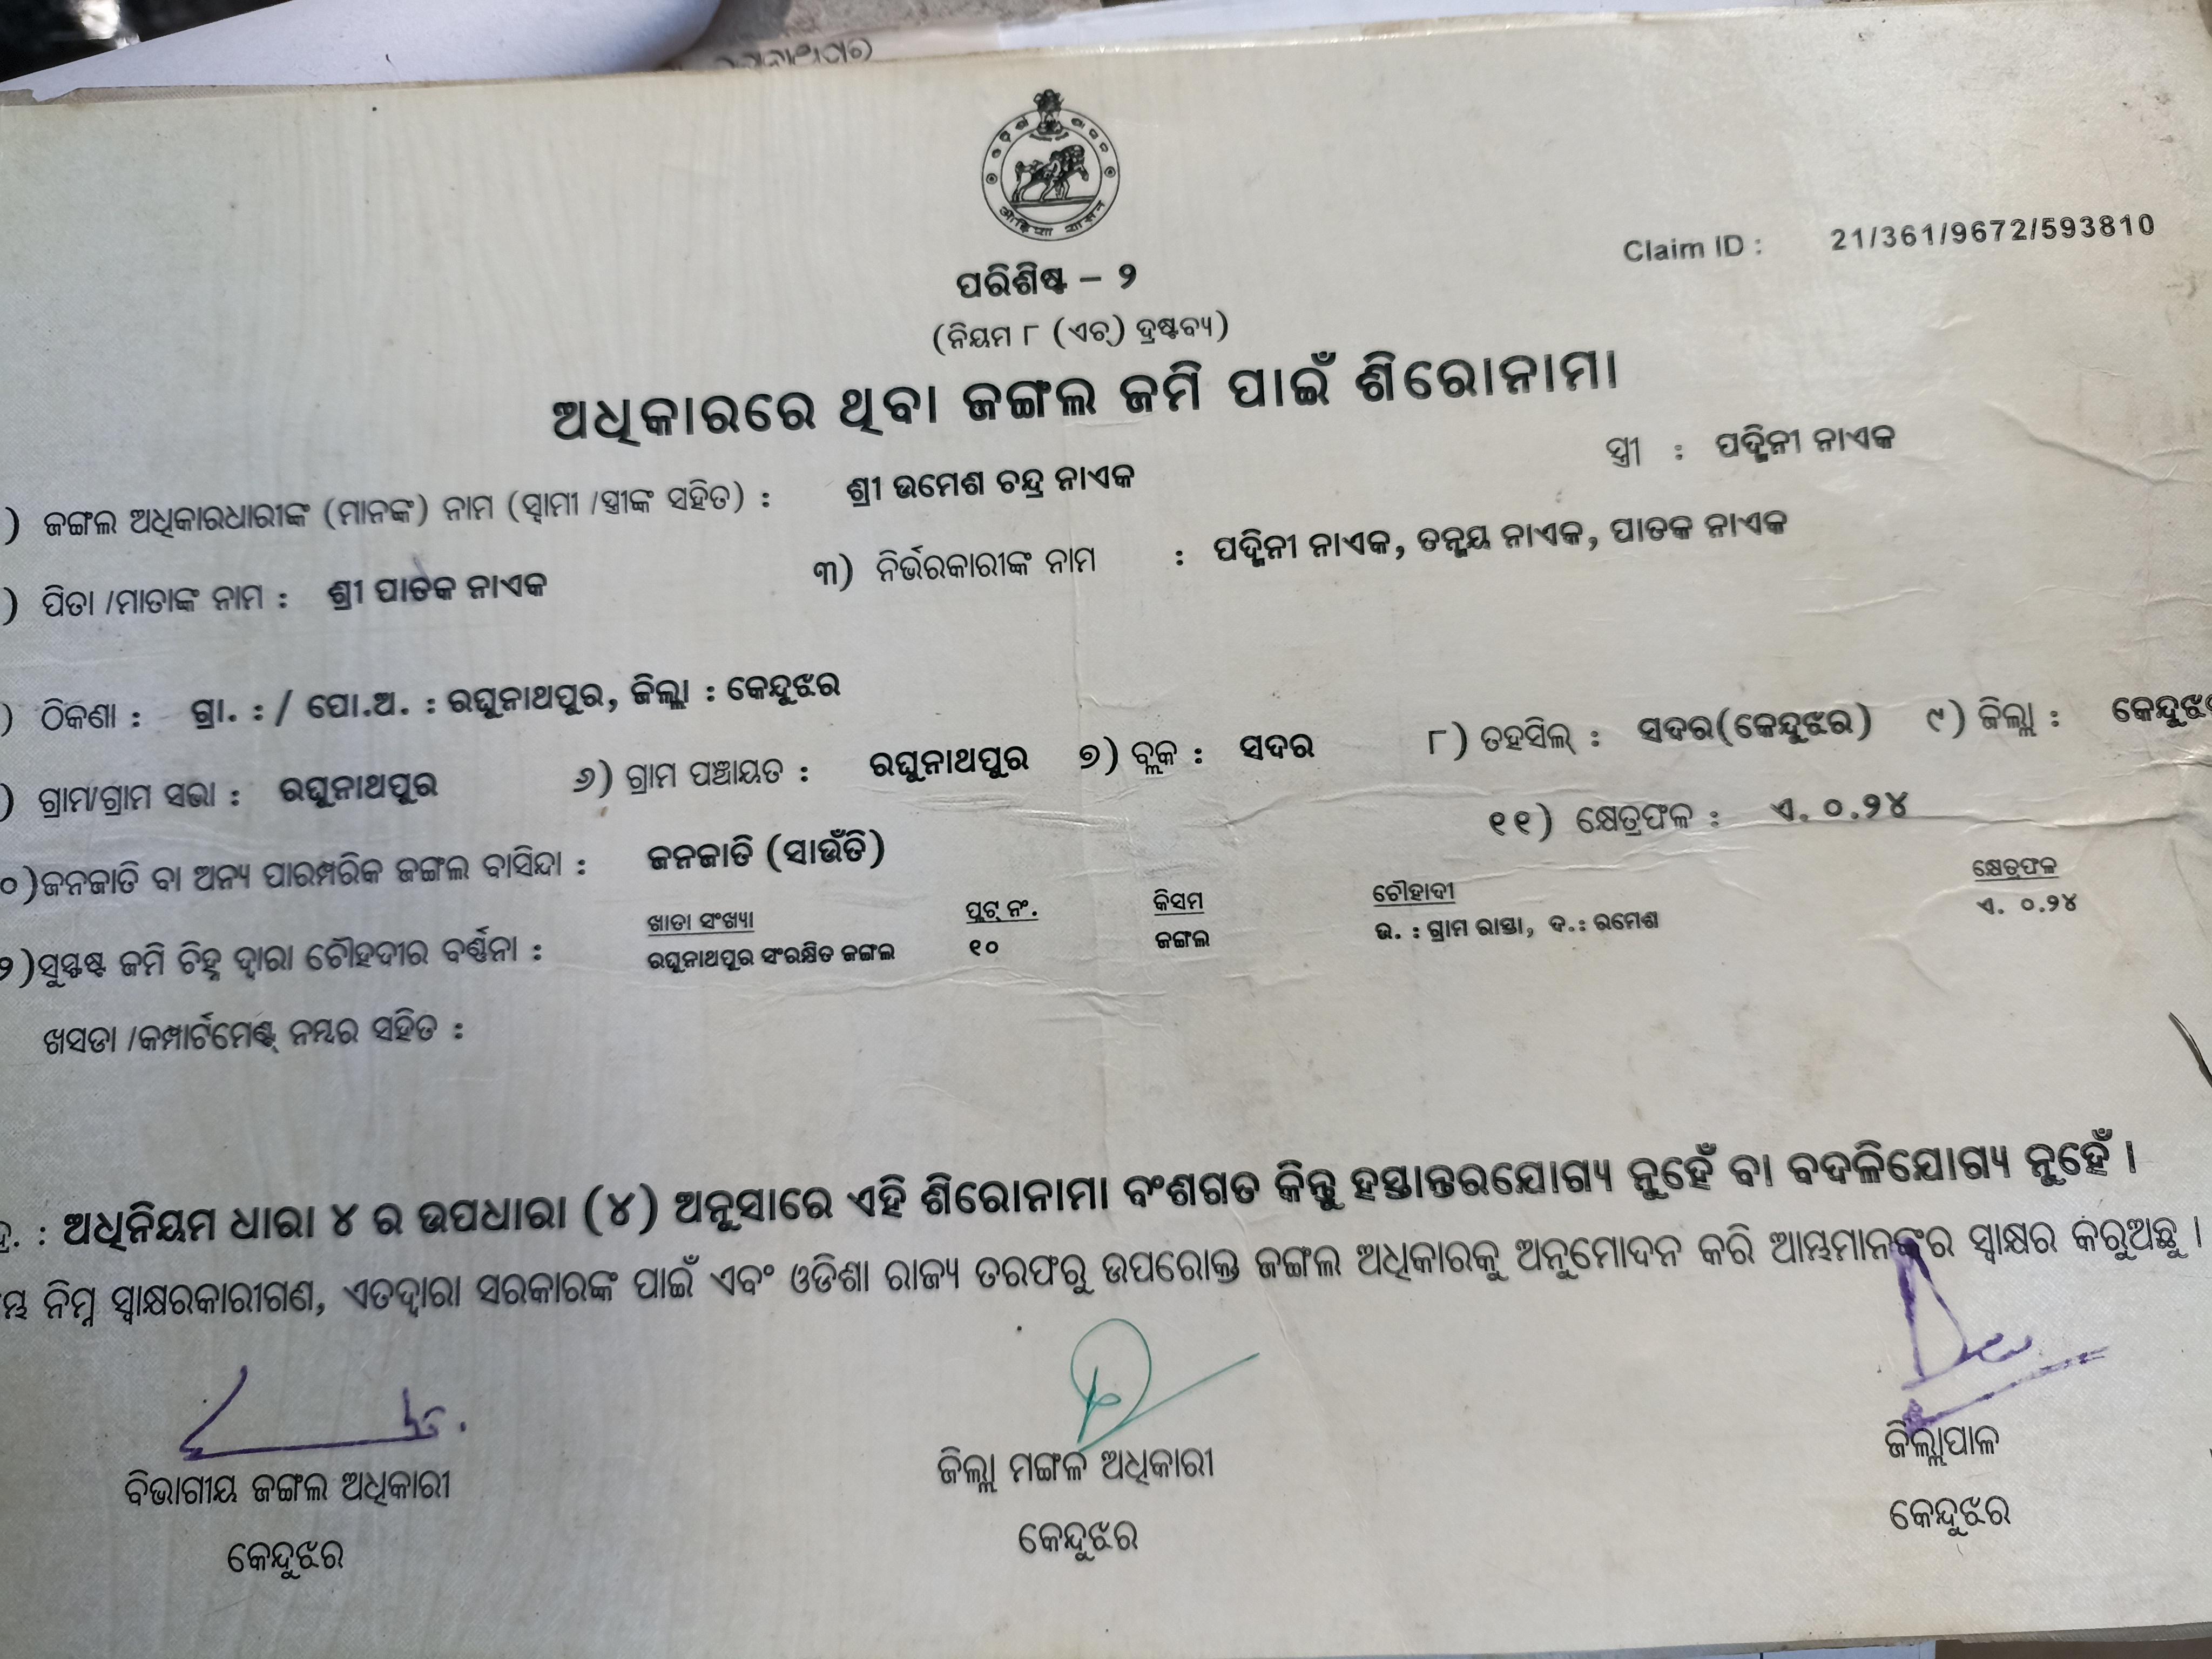 Claim ID : 21/361/9672/593810
ପରିଶିଷ୍ଟ – ୨
(ନିୟମ ୮ (ଏଚ୍) ଦ୍ରଷ୍ଟବ୍ୟ)
ଅଧିକାରରେ ଥିବା ଜଙ୍ଗଲ ଜମି ପାଇଁ ଶିରୋନାମା
) ଜଙ୍ଗଲ ଅଧିକାରଧାରୀଙ୍କ (ମାନଙ୍କ) ନାମ (ସ୍ୱାମୀ /ସ୍ତ୍ରୀଙ୍କ ସହିତ) : ଶ୍ରୀ ଉମେଶ ଚନ୍ଦ୍ର ନାଏକ ସ୍ତ୍ରୀ : ପଦ୍ମିନୀ ନାଏକ
) ପିତା /ମାତାଙ୍କ ନାମ : ଶ୍ରୀ ପାତକ ନାଏକ ୩) ନିର୍ଭରକାରୀଙ୍କ ନାମ : ପଦ୍ମିନୀ ନାଏକ, ତନ୍ମୟ ନାଏକ, ପାତକ ନାଏକ
) ଠିକଣା : ଗ୍ରା. : / ପୋ.ଅ. : ରଘୁନାଥପୁର, ଜିଲ୍ଲା : କେନ୍ଦୁଝର
) ଗ୍ରାମ/ଗ୍ରାମ ସଭା : ରଘୁନାଥପୁର ୬) ଗ୍ରାମ ପଞ୍ଚାୟତ : ରଘୁନାଥପୁର ୭) ବ୍ଲକ : ସଦର ୮) ତହସିଲ୍ : ସଦର(କେନ୍ଦୁଝର) ୯) ଜିଲ୍ଲା : କେନ୍ଦୁଝର
୦)ଜନଜାତି ବା ଅନ୍ୟ ପାରମ୍ପରିକ ଜଙ୍ଗଲ ବାସିନ୍ଦା : ଜନଜାତି (ସାଉଁତି) ୧୧) କ୍ଷେତ୍ରଫଳ : ଏ. ୦.୨୪
୨)ସୁସ୍ପଷ୍ଟ ଜମି ଚିହ୍ନ ଦ୍ୱାରା ଚୌହଦୀର ବର୍ଣ୍ଣନା : ଖାତା ସଂଖ୍ୟା ପ୍ଲଟ୍ ନଂ. କିସମ ଚୌହାଦୀ କ୍ଷେତ୍ରଫଳ
ରଘୁନାଥପୁର ସଂରକ୍ଷିତ ଜଙ୍ଗଲ ୧୦ ଜଙ୍ଗଲ ଉ. : ଗ୍ରାମ ରାସ୍ତା, ଦ.: ରମେଶ ଏ. ୦.୨୪
ଖସଡା /କମ୍ପାର୍ଟମେଣ୍ଟ୍ ନମ୍ବର ସହିତ :
ଦ୍ର. : ଅଧିନିୟମ ଧାରା ୪ ର ଉପଧାରା (୪) ଅନୁସାରେ ଏହି ଶିରୋନାମା ବଂଶଗତ କିନ୍ତୁ ହସ୍ତାନ୍ତରଯୋଗ୍ୟ ନୁହେଁ ବା ବଦଳିଯୋଗ୍ୟ ନୁହେଁ ।
ନିମ୍ନ ସ୍ୱାକ୍ଷରକାରୀଗଣ, ଏତଦ୍ୱାରା ସରକାରଙ୍କ ପାଇଁ ଏବଂ ଓଡିଶା ରାଜ୍ୟ ତରଫରୁ ଉପରୋକ୍ତ ଜଙ୍ଗଲ ଅଧିକାରକୁ ଅନୁମୋଦନ କରି ଆମ୍ଭମାନଙ୍କର ସ୍ୱାକ୍ଷର କରୁଅଛୁ ।
ବିଭାଗୀୟ ଜଙ୍ଗଲ ଅଧିକାରୀ ଜିଲ୍ଲା ମଙ୍ଗଳ ଅଧିକାରୀ ଜିଲ୍ଲାପାଳ
କେନ୍ଦୁଝର କେନ୍ଦୁଝର କେନ୍ଦୁଝର